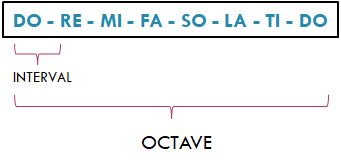 DO - RE - MI - FA - SO - LA - TI - DO
INTERVAL
OCTAVE